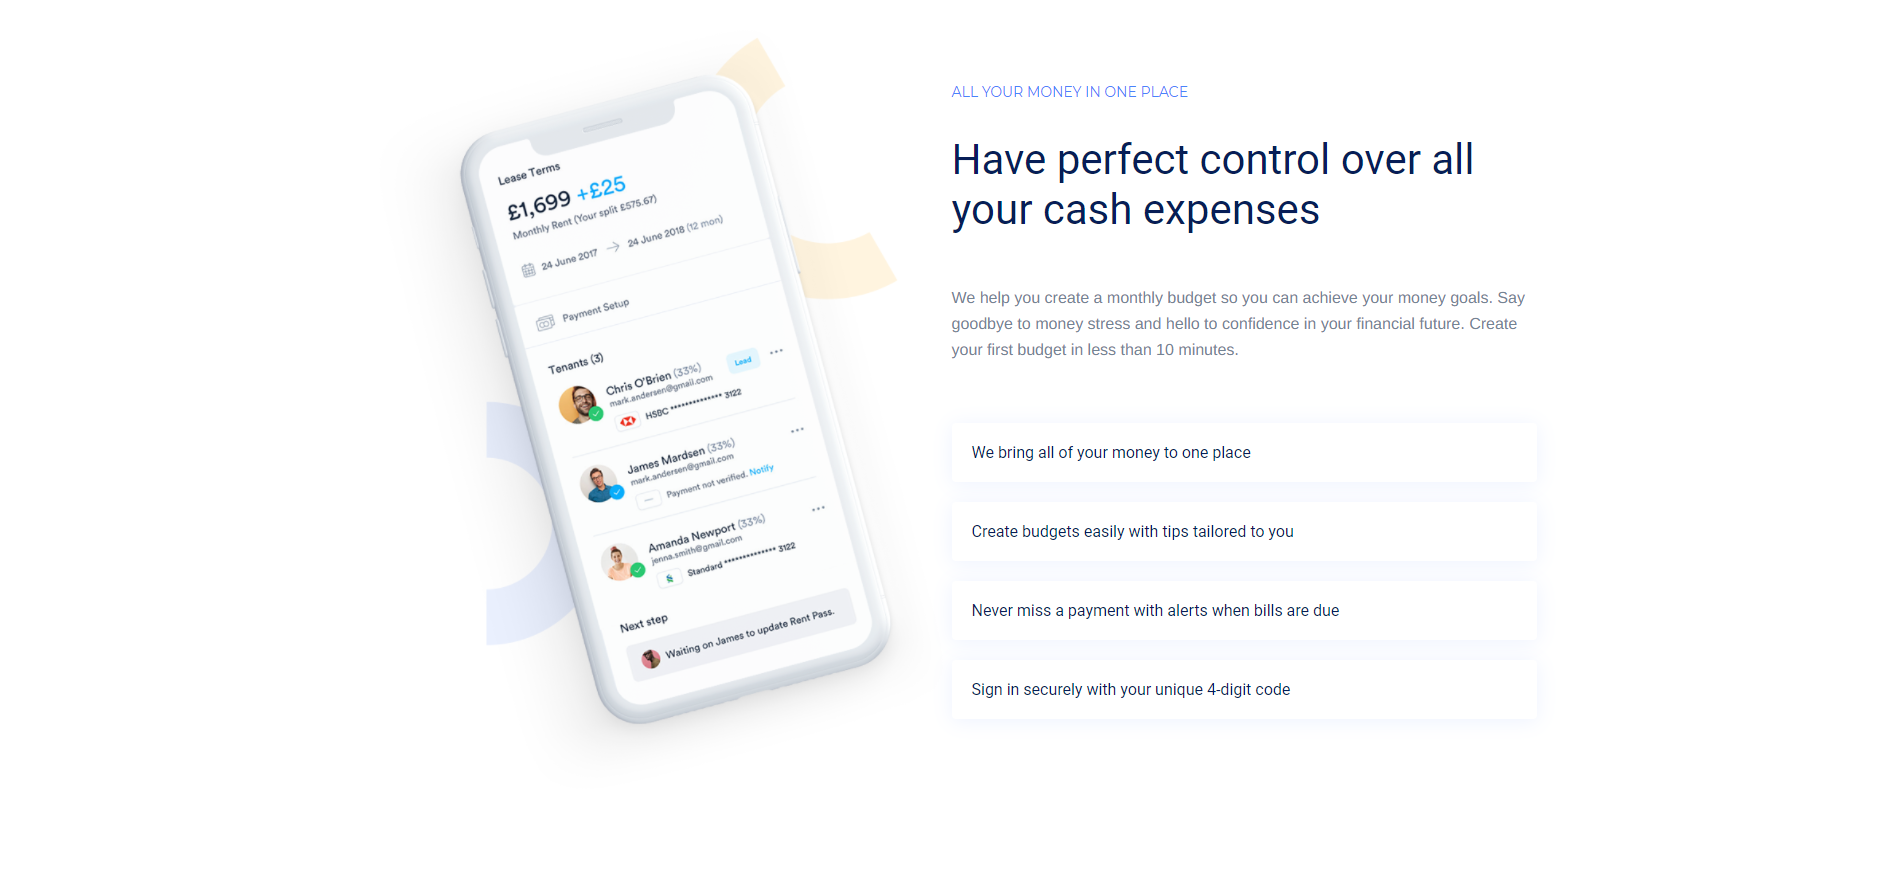 Lease Terms
£1,699 +£25
Monthly Rent (Your split £575.67)
24 June 2017 → 24 June 2018 (12 mon)
Payment Setup
Tenants (3)
Chris O'Brien (33%) Lead
mark.andersen@gmail.com
HSBC •••••••••••••• 3122
James Mardsen (33%)
mark.andersen@gmail.com
Payment not verified. Notify
Amanda Newport (33%)
jenna.smith@gmail.com
Standard •••••••••••••• 3122
Next step
Waiting on James to update Rent Pass.
ALL YOUR MONEY IN ONE PLACE
Have perfect control over all
your cash expenses
We help you create a monthly budget so you can achieve your money goals. Say
goodbye to money stress and hello to confidence in your financial future. Create
your first budget in less than 10 minutes.
We bring all of your money to one place
Create budgets easily with tips tailored to you
Never miss a payment with alerts when bills are due
Sign in securely with your unique 4-digit code